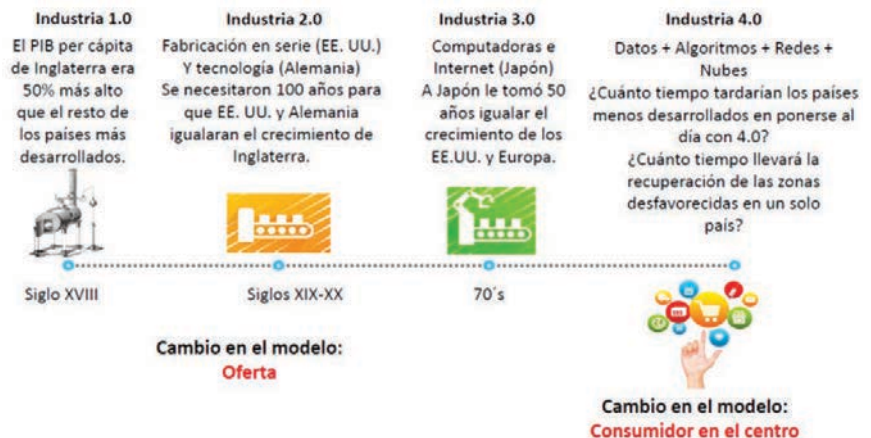 Industria 1.0
El PIB per cápita
de Inglaterra era
50% más alto
que el resto de
los países más
desarrollados.
Industria 2.0
Fabricación en serie (EE. UU.)
Y tecnología (Alemania)
Se necesitaron 100 años para
que EE. UU. y Alemania
igualaran el crecimiento de
Inglaterra.
Industria 3.0
Computadoras e
Internet (Japón)
A Japón le tomó 50
años igualar el
crecimiento de los
EE.UU. y Europa.
Industria 4.0
Datos + Algoritmos + Redes +
Nubes
¿Cuánto tiempo tardarían los países
menos desarrollados en ponerse al
día con 4.0?
¿Cuánto tiempo llevará la
recuperación de las zonas
desfavorecidas en un solo
país?
Siglo XVIII
Siglos XIX-XX
70´s
Cambio en el modelo:
Oferta
Cambio en el modelo:
Consumidor en el centro